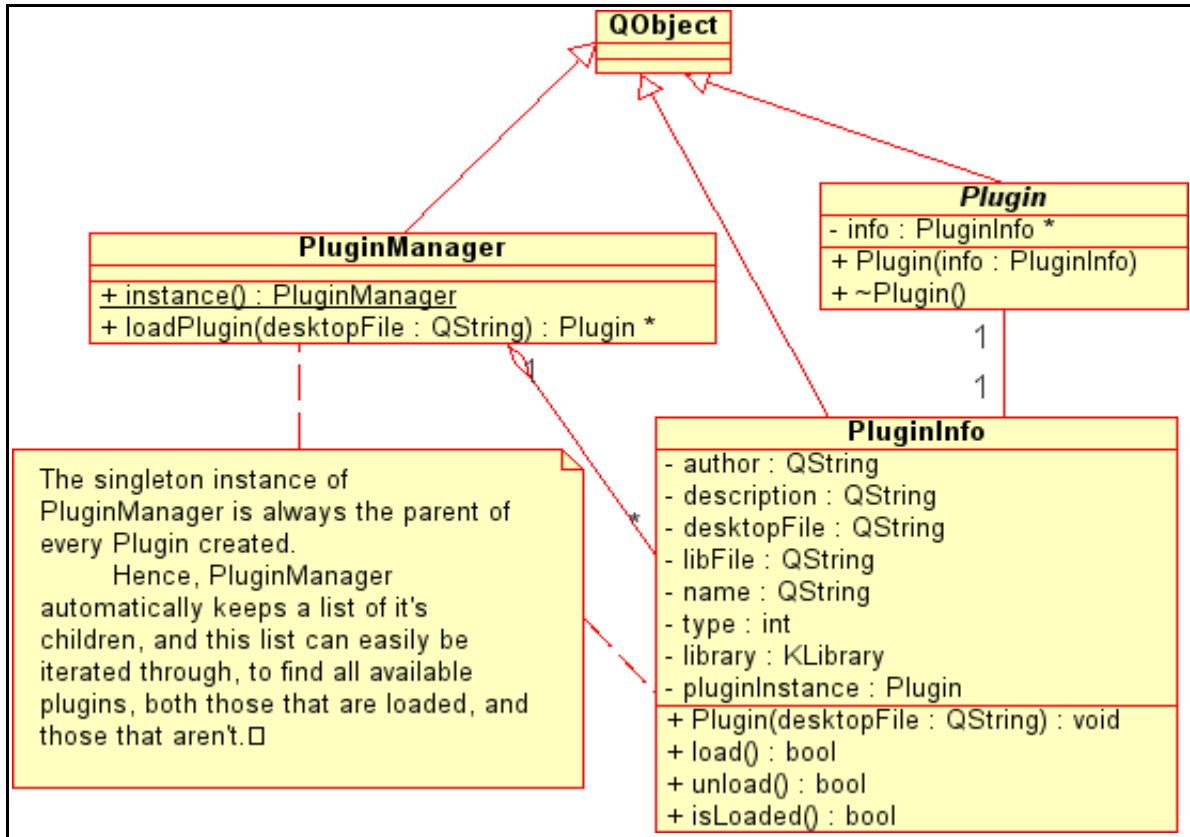 QObject
Plugin
- info : PluginInfo *
+ Plugin(info : PluginInfo)
+ ~Plugin()
PluginManager
+ instance() : PluginManager
+ loadPlugin(desktopFile : QString) : Plugin *
1
1
1
*
PluginInfo
- author : QString
- description : QString
- desktopFile : QString
- libFile : QString
- name : QString
- type : int
- library : KLibrary
- pluginInstance : Plugin
+ Plugin(desktopFile : QString) : void
+ load() : bool
+ unload() : bool
+ isLoaded() : bool
The singleton instance of
PluginManager is always the parent of
every Plugin created.
Hence, PluginManager
automatically keeps a list of it's
children, and this list can easily be
iterated through, to find all available
plugins, both those that are loaded, and
those that aren't.□